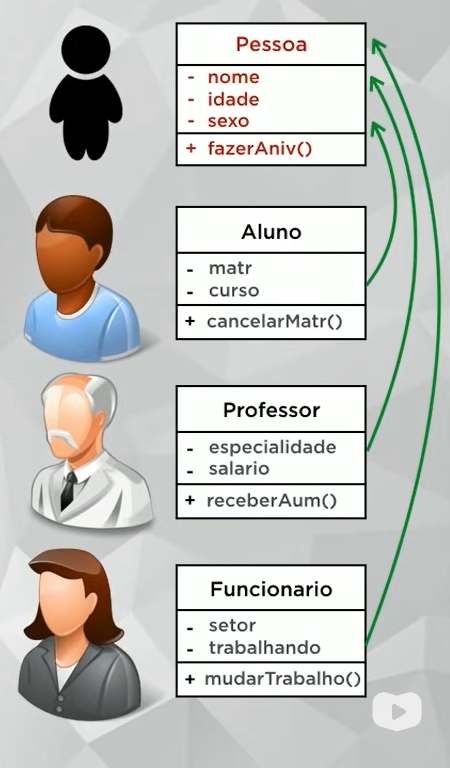 Pessoa
- nome
- idade
- sexo
+ fazerAniv()
Aluno
- matr
- curso
+ cancelarMatr()
Professor
- especialidade
- salario
+ receberAum()
Funcionario
- setor
- trabalhando
+ mudarTrabalho()